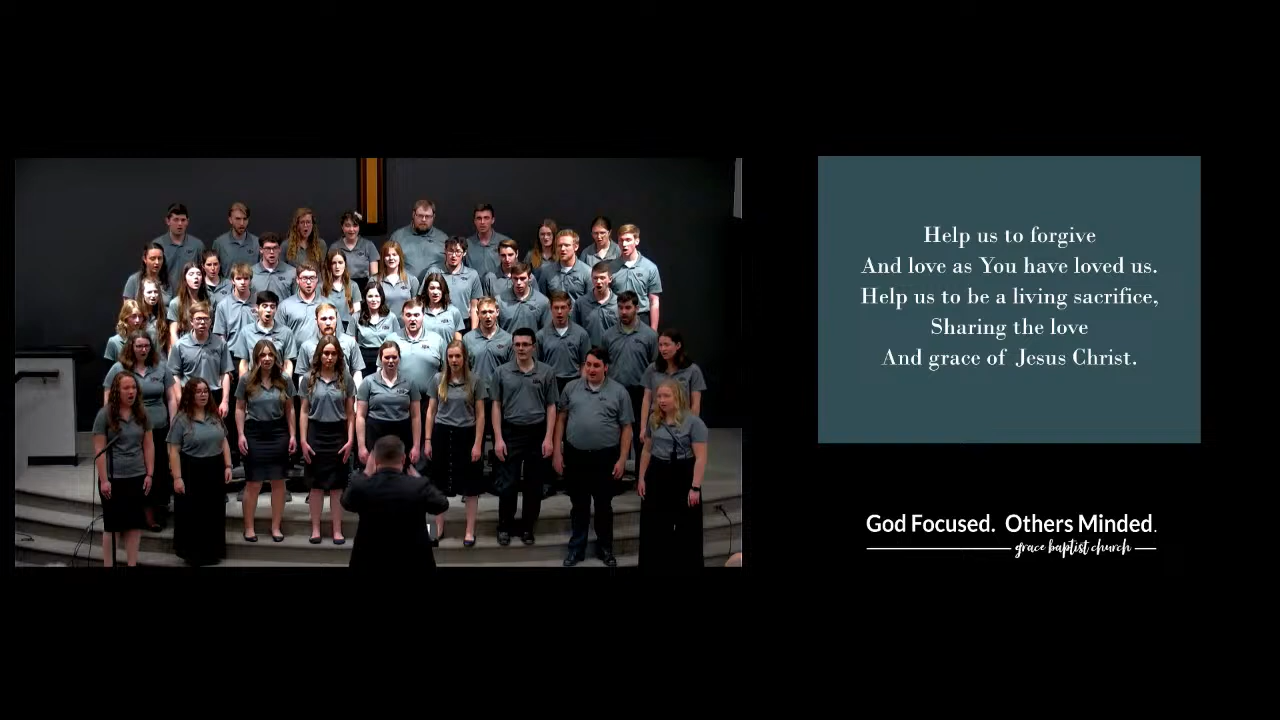 Help us to forgive
And love as You have loved us.
Help us to be a living sacrifice,
Sharing the love
And grace of Jesus Christ.
God Focused. Others Minded.
grace baptist church